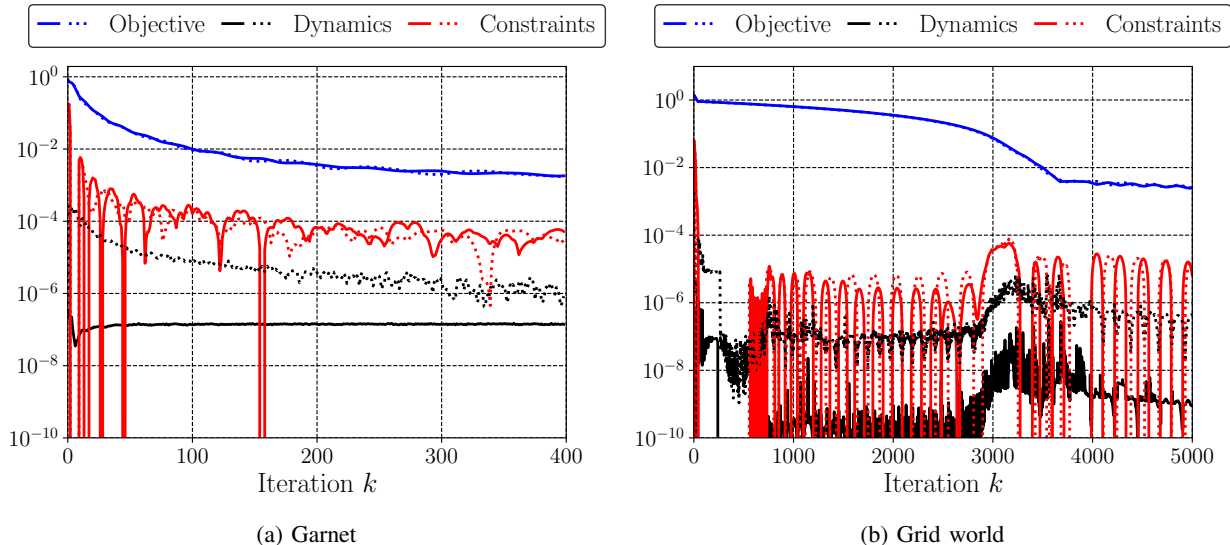 Objective Dynamics Constraints
10^0
10^-2
10^-4
10^-6
10^-8
10^-10
0 100 200 300 400
Iteration k
(a) Garnet
Objective Dynamics Constraints
10^0
10^-2
10^-4
10^-6
10^-8
10^-10
0 1000 2000 3000 4000 5000
Iteration k
(b) Grid world